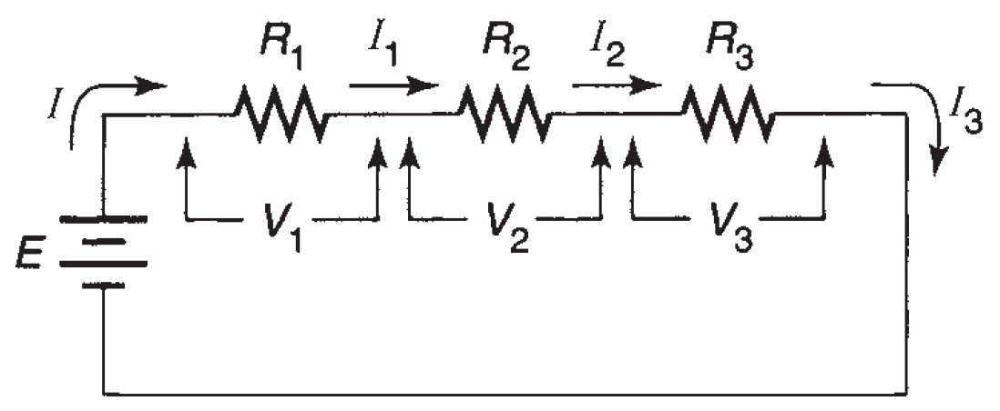 R₁ I₁ R₂ I₂ R₃
I I₃
V₁ V₂ V₃
E